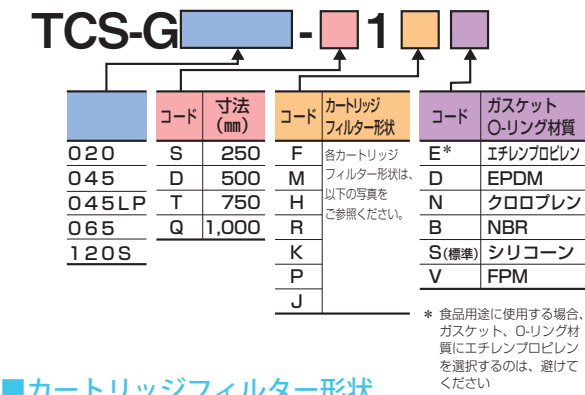 TCS-G - 1
020
045
045LP
065
120S
コード 寸法(㎜)
S 250
D 500
T 750
Q 1,000
コード カートリッジフィルター形状
F
M
H
R
K
P
J
各カートリッジ
フィルター形状は、
以下の写真を
ご参照ください。
コード ガスケット
O-リング材質
E* エチレンプロピレン
D EPDM
N クロロプレン
B NBR
S(標準) シリコーン
V FPM
* 食品用途に使用する場合、
ガスケット、O-リング材
質にエチレンプロピレン
を選択するのは、避けて
ください
■カートリッジフィルター形状